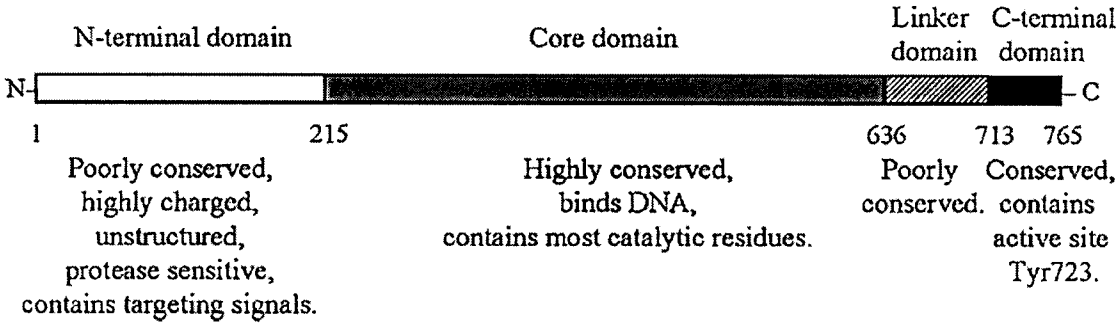 N-terminal domain
Core domain
Linker domain
C-terminal domain
N
C
1
215
636
713
765
Poorly conserved,
highly charged,
unstructured,
protease sensitive,
contains targeting signals.
Highly conserved,
binds DNA,
contains most catalytic residues.
Poorly
conserved.
Conserved,
contains
active site
Tyr723.